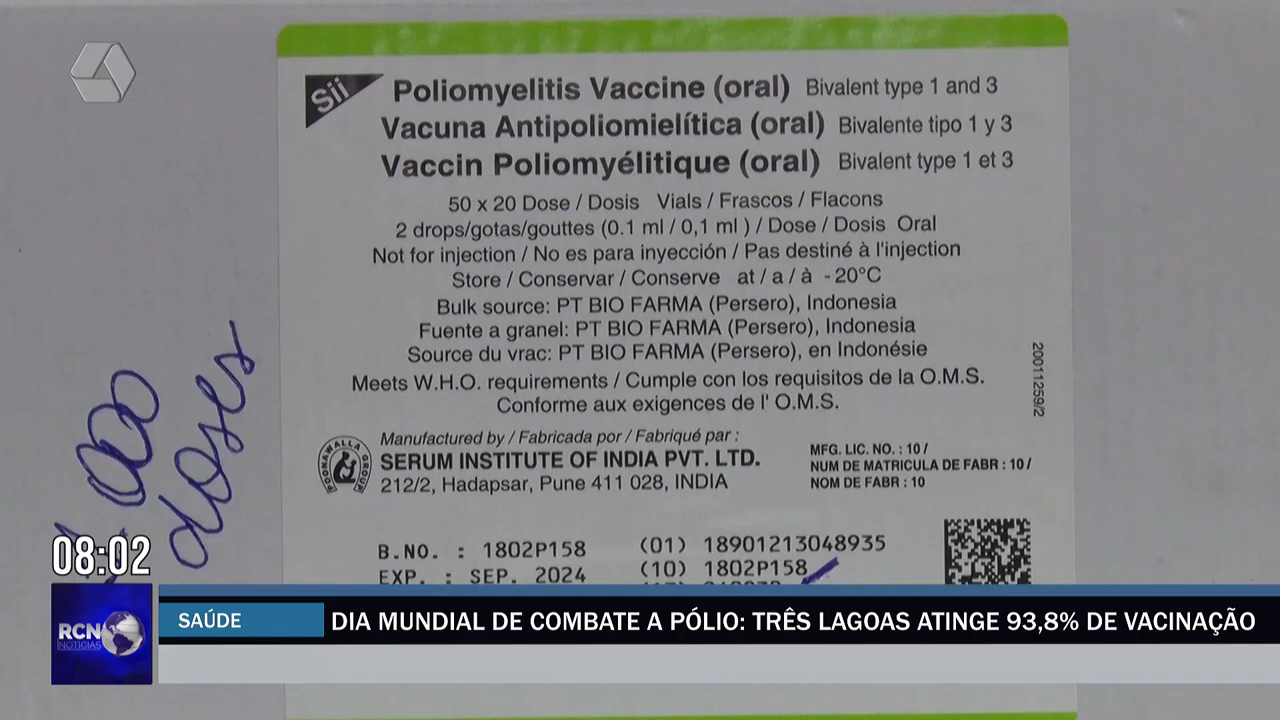 Sii
Poliomyelitis Vaccine (oral) Bivalent type 1 and 3
Vacuna Antipoliomielítica (oral) Bivalente tipo 1 y 3
Vaccin Poliomyélitique (oral) Bivalent type 1 et 3
50 x 20 Dose / Dosis Vials / Frascos / Flacons
2 drops/gotas/gouttes (0.1 ml / 0,1 ml ) / Dose / Dosis Oral
Not for injection / No es para inyección / Pas destiné à l'injection
Store / Conservar / Conserve at / a / à - 20°C
Bulk source: PT BIO FARMA (Persero), Indonesia
Fuente a granel: PT BIO FARMA (Persero), Indonesia
Source du vrac: PT BIO FARMA (Persero), en Indonésie
Meets W.H.O. requirements / Cumple con los requisitos de la O.M.S.
Conforme aux exigences de l' O.M.S.
20011259/2
POONAWALLA GROUP
Manufactured by / Fabricada por / Fabriqué par :
SERUM INSTITUTE OF INDIA PVT. LTD.
212/2, Hadapsar, Pune 411 028, INDIA
MFG. LIC. NO. : 10 /
NUM DE MATRICULA DE FABR : 10 /
NOM DE FABR : 10
B.NO. : 1802P158
EXP. : SEP. 2024
(01) 18901213048935
(10) 1802P158
000
doses
08:02
RCN
NOTÍCIAS
SAÚDE
DIA MUNDIAL DE COMBATE A PÓLIO: TRÊS LAGOAS ATINGE 93,8% DE VACINAÇÃO